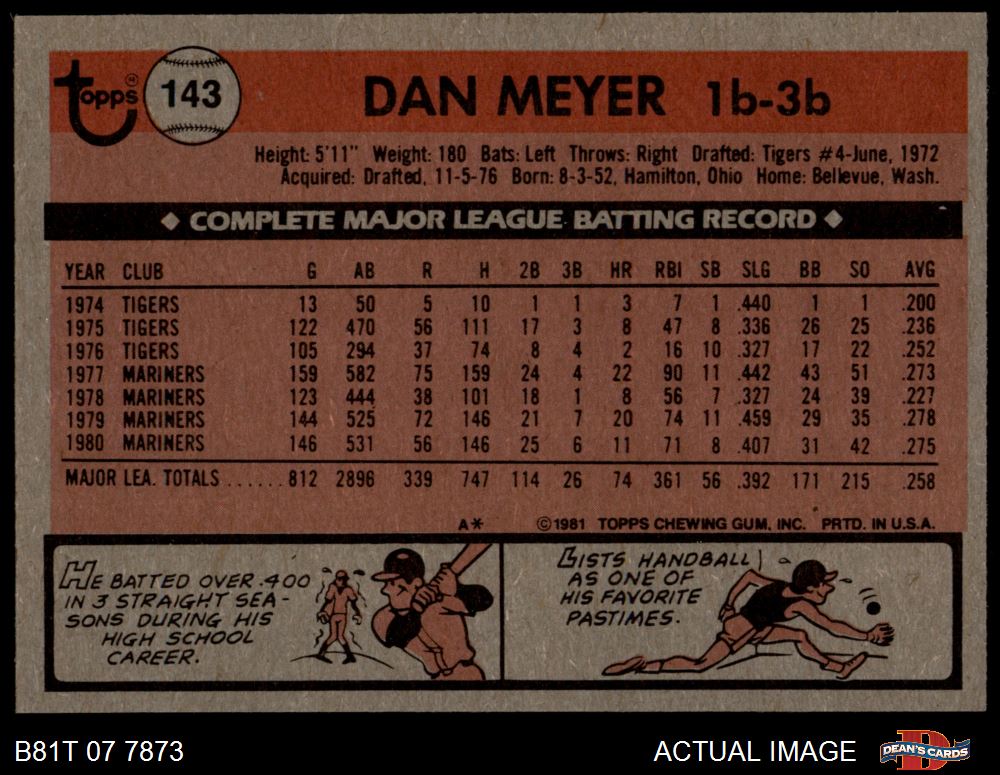 topps® 143 DAN MEYER 1b-3b
Height: 5'11" Weight: 180 Bats: Left Throws: Right Drafted: Tigers #4-June, 1972
Acquired: Drafted, 11-5-76 Born: 8-3-52, Hamilton, Ohio Home: Bellevue, Wash.
◆ COMPLETE MAJOR LEAGUE BATTING RECORD ◆
YEAR CLUB G AB R H 2B 3B HR RBI SB SLG BB SO AVG
1974 TIGERS 13 50 5 10 1 1 3 7 1 .440 1 1 .200
1975 TIGERS 122 470 56 111 17 3 8 47 8 .336 26 25 .236
1976 TIGERS 105 294 37 74 8 4 2 16 10 .327 17 22 .252
1977 MARINERS 159 582 75 159 24 4 22 90 11 .442 43 51 .273
1978 MARINERS 123 444 38 101 18 1 8 56 7 .327 24 39 .227
1979 MARINERS 144 525 72 146 21 7 20 74 11 .459 29 35 .278
1980 MARINERS 146 531 56 146 25 6 11 71 8 .407 31 42 .275
MAJOR LEA. TOTALS ...... 812 2896 339 747 114 26 74 361 56 .392 171 215 .258
A* ©1981 TOPPS CHEWING GUM, INC. PRTD. IN U.S.A.
HE BATTED OVER .400
IN 3 STRAIGHT SEA-
SONS DURING HIS
HIGH SCHOOL
CAREER.
LISTS HANDBALL
AS ONE OF
HIS FAVORITE
PASTIMES.
B81T 07 7873 ACTUAL IMAGE DEAN'S CARDS